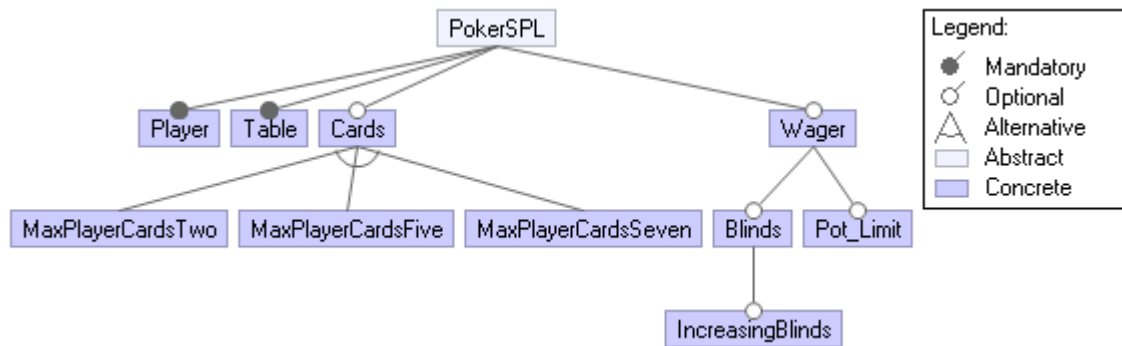 PokerSPL
Legend:
Mandatory
Optional
Alternative
Abstract
Concrete
Player
Table
Cards
Wager
MaxPlayerCardsTwo
MaxPlayerCardsFive
MaxPlayerCardsSeven
Blinds
Pot_Limit
IncreasingBlinds